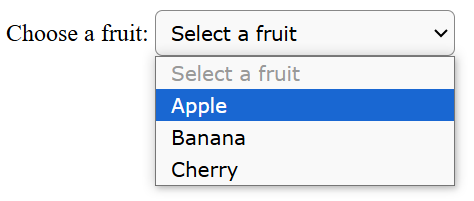 Choose a fruit: Select a fruit
Select a fruit
Apple
Banana
Cherry